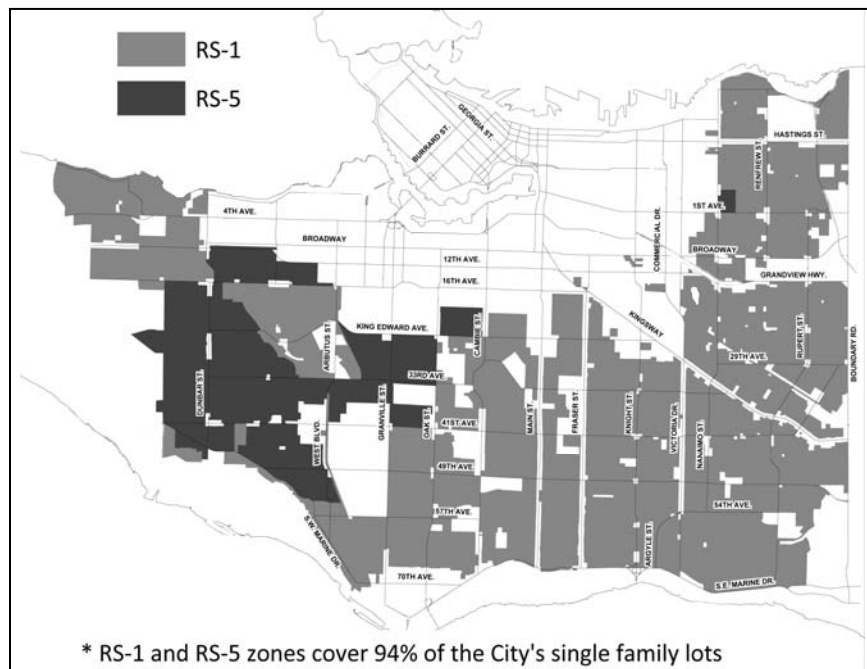 RS-1
RS-5
GEORGIA ST.
BURRARD ST.
HASTINGS ST.
RENFREW ST.
4TH AVE.
1ST AVE.
BROADWAY
COMMERCIAL DR.
BROADWAY
12TH AVE.
GRANDVIEW HWY.
16TH AVE.
KINGSWAY
KING EDWARD AVE.
CAMBIE ST.
ARBUTUS ST.
RUPERT ST.
BOUNDARY RD.
29TH AVE.
33RD AVE.
DUNBAR ST.
GRANVILLE ST.
OAK ST.
41ST AVE.
MAIN ST.
FRASER ST.
KNIGHT ST.
VICTORIA DR.
NANAIMO ST.
WEST BLVD.
49TH AVE.
57TH AVE.
54TH AVE.
S.W. MARINE DR.
ARGYLE ST.
70TH AVE.
S.E. MARINE DR.
* RS-1 and RS-5 zones cover 94% of the City's single family lots